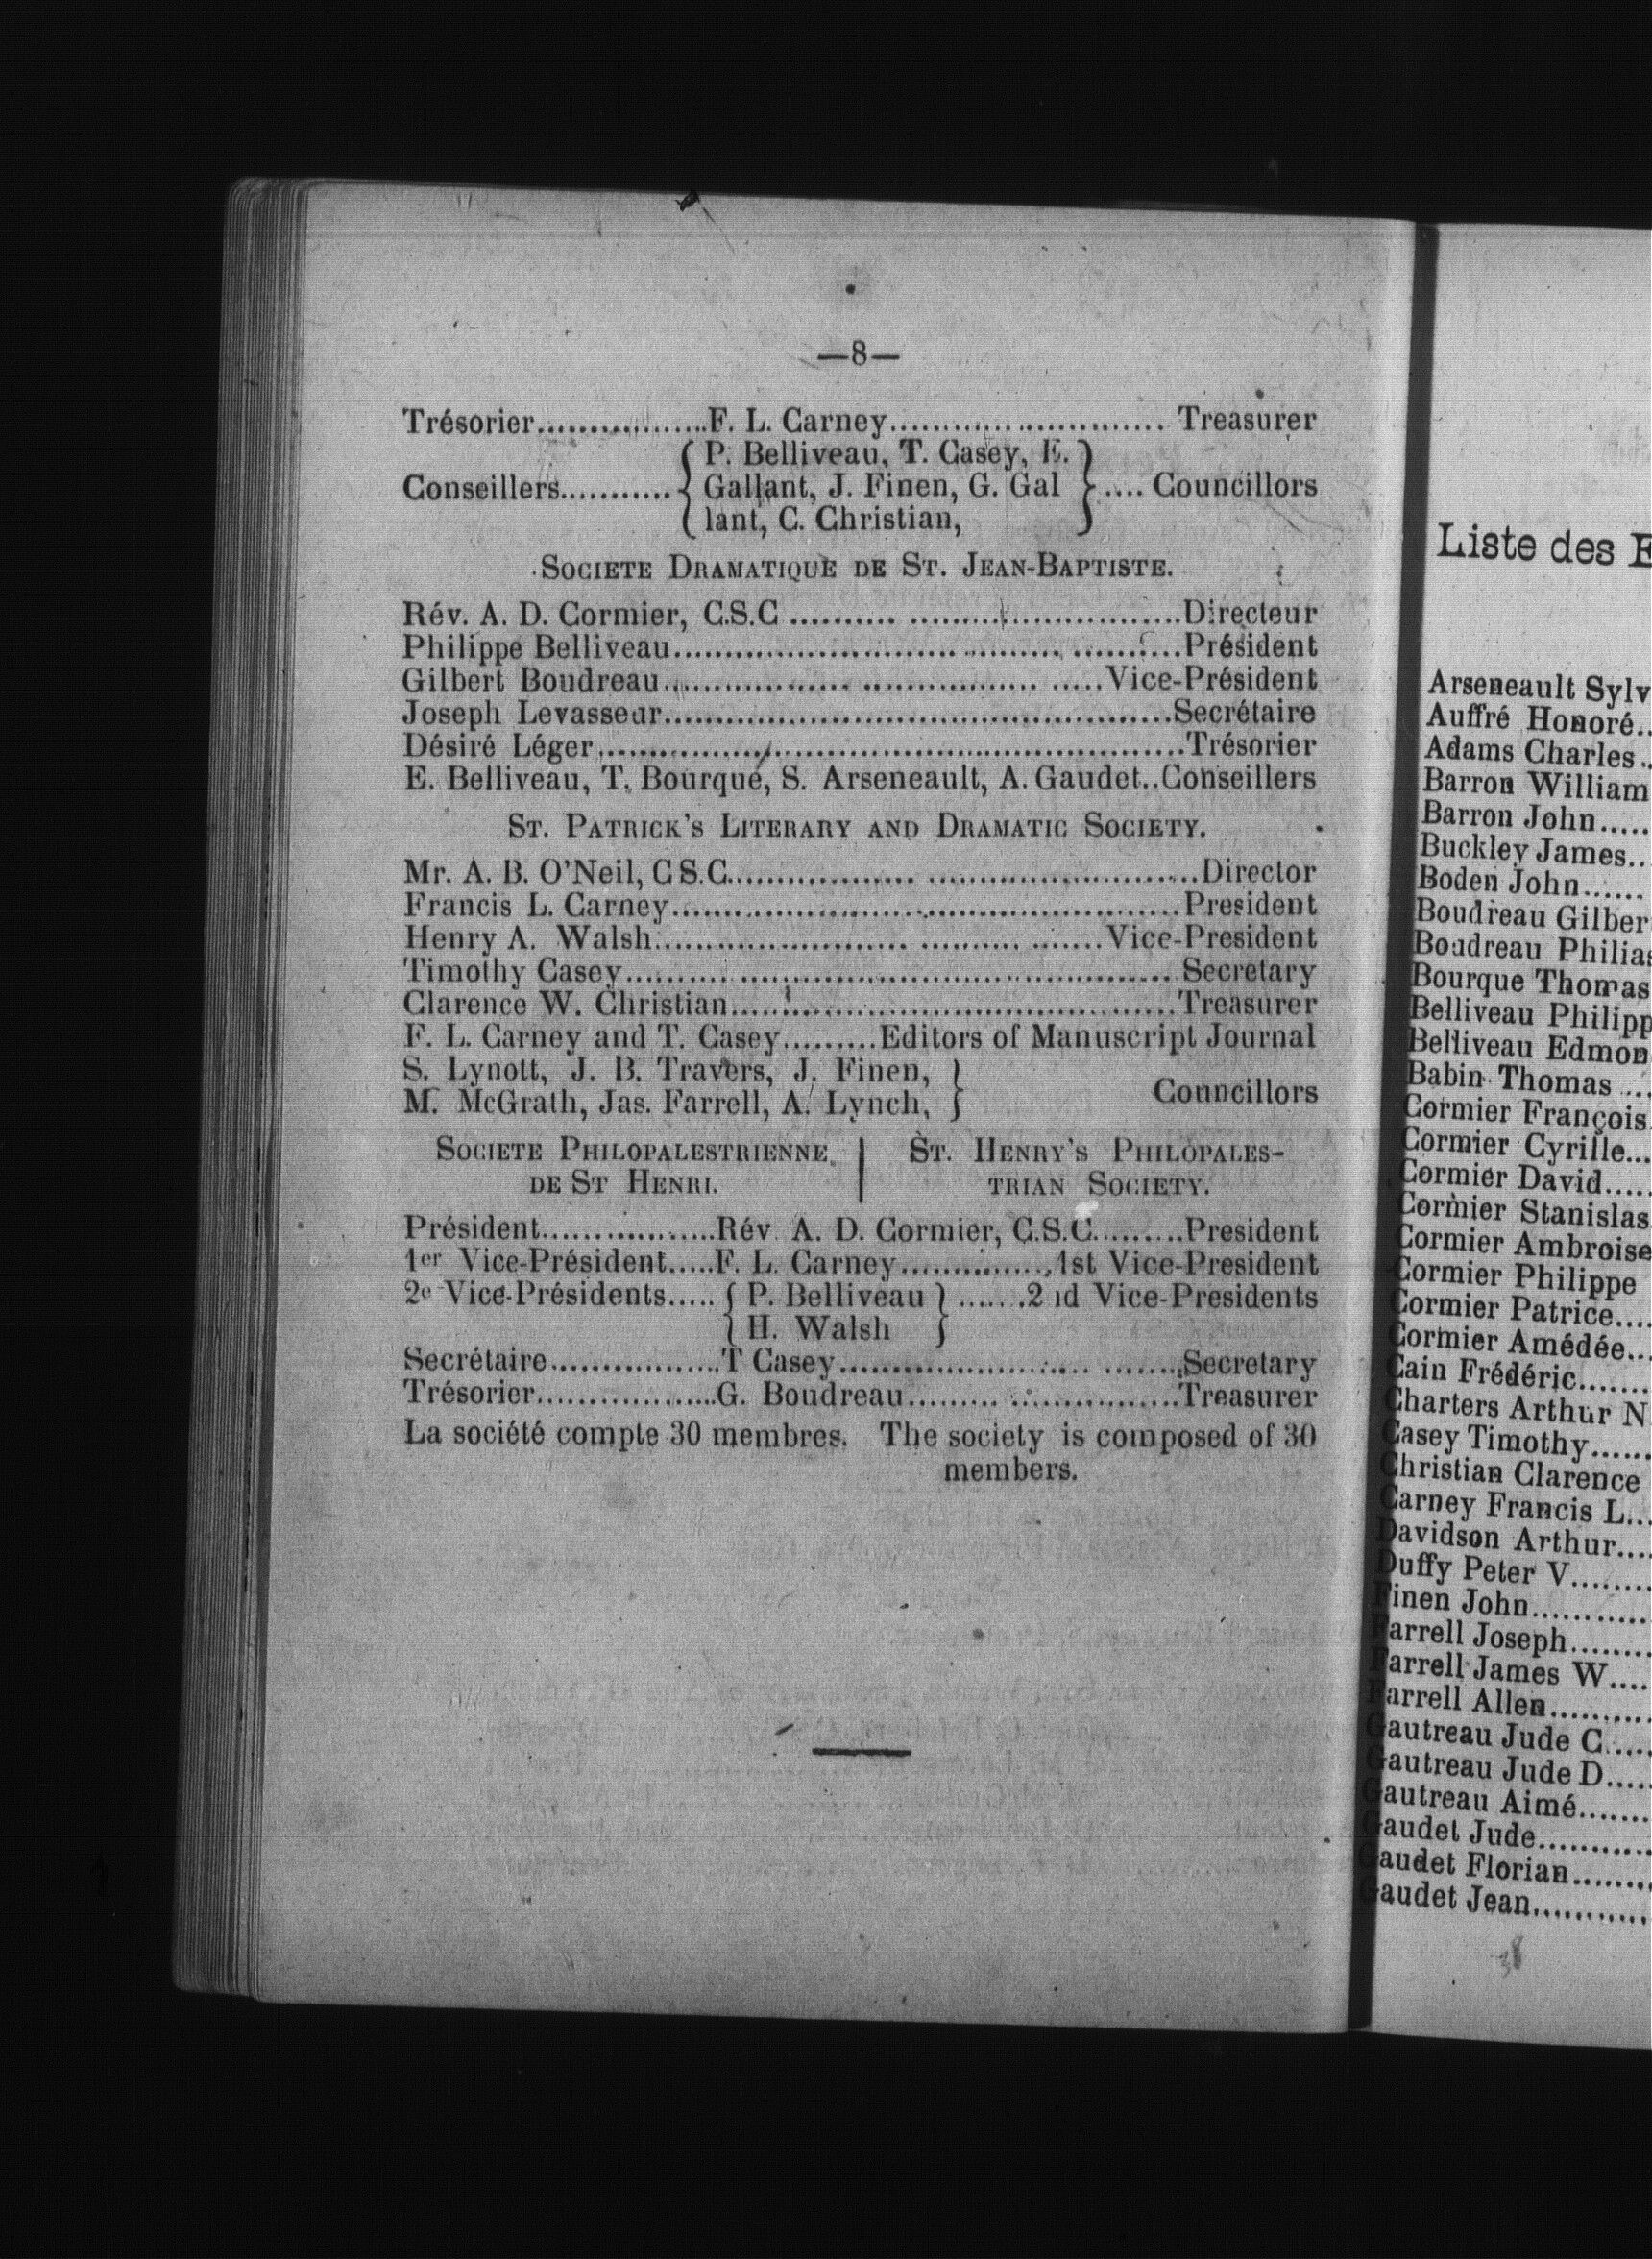 —8—
Trésorier.................F. L. Carney.......................... Treasurer
P. Belliveau, T. Casey, E.
Conseillers........... Gallant, J. Finen, G. Gal .... Councillors
lant, C. Christian,
SOCIETE DRAMATIQUE DE ST. JEAN-BAPTISTE.
Rév. A. D. Cormier, C.S.C .......... ..........................Directeur
Philippe Belliveau........................... ......... ..........Président
Gilbert Boudreau.................. ................. .....Vice-Président
Joseph Levasseur................................................Secrétaire
Désiré Léger.......................................................Trésorier
E. Belliveau, T. Bourque, S. Arseneault, A. Gaudet..Conseillers
ST. PATRICK'S LITERARY AND DRAMATIC SOCIETY.
Mr. A. B. O'Neil, C S.C.................. ..........................Director
Francis L. Carney................................................President
Henry A. Walsh........................ .......... .......Vice-President
Timothy Casey.................................................... Secretary
Clarence W. Christian..........................................Treasurer
F. L. Carney and T. Casey.........Editors of Manuscript Journal
S. Lynott, J. B. Travers, J. Finen,
Councillors
M. McGrath, Jas. Farrell, A. Lynch,
SOCIETE PHILOPALESTRIENNE
DE ST HENRI.
ST. HENRY'S PHILOPALES-
TRIAN SOCIETY.
Président.................Rév. A. D. Cormier, C.S.C.........President
1er Vice-Président.....F. L. Carney...............1st Vice-President
2e Vice-Présidents..... P. Belliveau .......2nd Vice-Presidents
H. Walsh
Secrétaire.................T Casey........................ ........Secretary
Trésorier.................G. Boudreau......... .................Treasurer
La société compte 30 membres. The society is composed of 30
members.
Liste des E
Arseneault Sylv
Auffré Honoré..
Adams Charles..
Barron William
Barron John.....
Buckley James..
Boden John......
Boudreau Gilber
Boudreau Philias
Bourque Thomas
Belliveau Philipp
Belliveau Edmon
Babin Thomas ...
Cormier François
Cormier Cyrille...
Cormier David.....
Cormier Stanislas
Cormier Ambroise
Cormier Philippe
Cormier Patrice....
Cormier Amédée...
Cain Frédéric.......
Charters Arthur N
Casey Timothy......
Christian Clarence
Carney Francis L...
Davidson Arthur....
Duffy Peter V........
Finen John...........
Farrell Joseph........
Farrell James W....
Farrell Allen..........
Gautreau Jude C.....
Gautreau Jude D.....
Gautreau Aimé.......
Gaudet Jude...........
Gaudet Florian........
Gaudet Jean...........
38